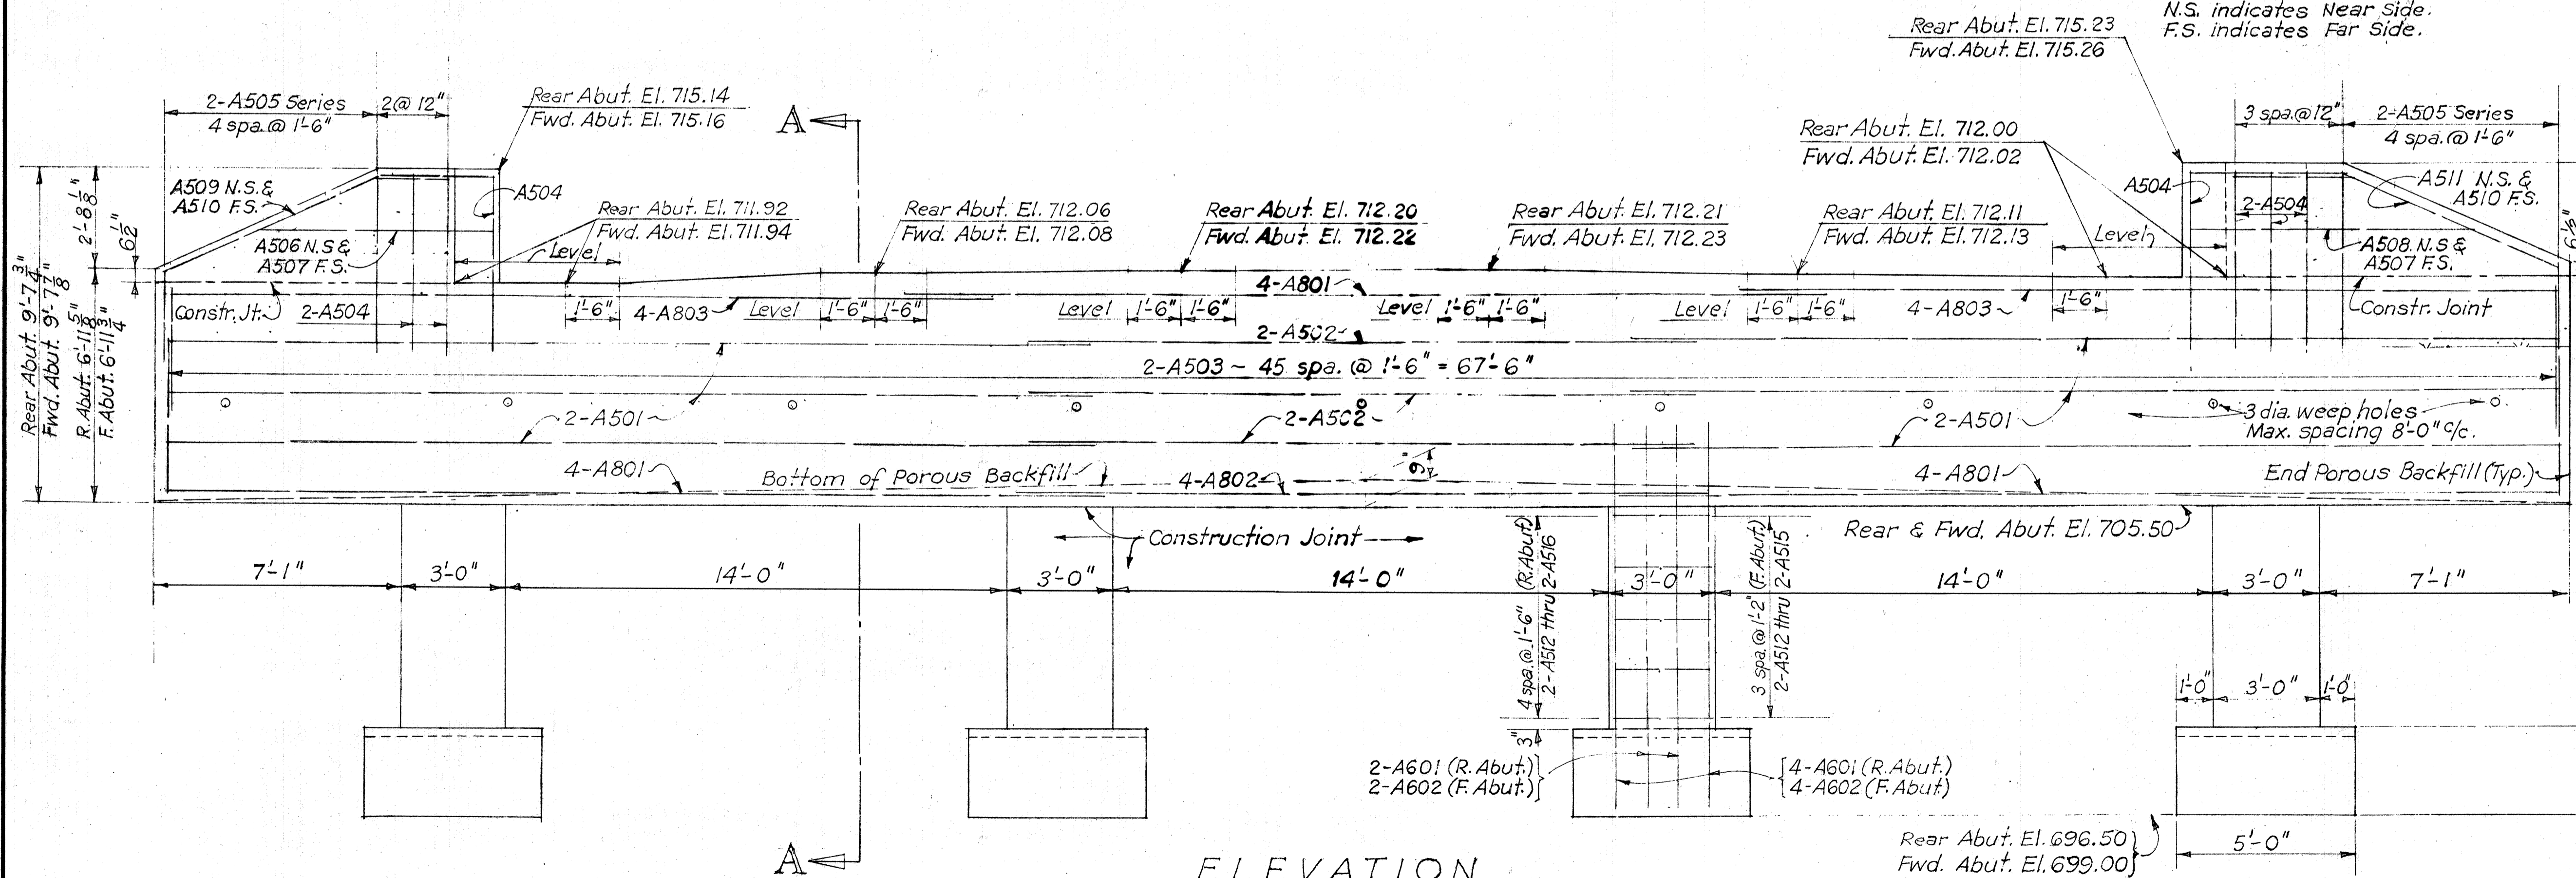 N.S. indicates Near Side.
F.S. indicates Far Side.
Rear Abut. El. 715.23
Fwd. Abut. El. 715.26
2-A505 Series
4 spa. @ 1'-6"
2 @ 12"
Rear Abut. El. 715.14
Fwd. Abut. El. 715.16
A
3 spa. @ 12"
2-A505 Series
4 spa. @ 1'-6"
Rear Abut. El. 712.00
Fwd. Abut. El. 712.02
A509 N.S. &
A510 F.S.
A504
A504
2-A504
A511 N.S. &
A510 F.S.
Rear Abut. El. 711.92
Fwd. Abut. El. 711.94
Rear Abut. El. 712.06
Fwd. Abut. El. 712.08
Rear Abut. El. 712.20
Fwd. Abut. El. 712.22
Rear Abut. El. 712.21
Fwd. Abut. El. 712.23
Rear Abut. El. 712.11
Fwd. Abut. El. 712.13
Level
Level
A506 N.S &
A507 F.S.
A508 N.S &
A507 F.S.
2'-8 1/8"
6 1/2"
6 1/2"
Rear Abut. 9'-7 3/4"
Fwd. Abut. 9'-7 7/8"
R. Abut. 6'-11 5/8"
F. Abut. 6'-11 3/4"
4-A801
Constr. Jt.
2-A504
1'-6"
4-A803
Level
1'-6"
1'-6"
Level
1'-6"
1'-6"
Level
1'-6"
1'-6"
Level
1'-6"
1'-6"
4-A803
1'-6"
Constr. Joint
2-A502
2-A503 ~ 45 spa. @ 1'-6" = 67'-6"
2-A501
2-A502
2-A501
3 dia. weep holes
Max. spacing 8'-0" c/c.
4-A801
Bottom of Porous Backfill
4-A802
9"
4-A801
End Porous Backfill (Typ.)
Construction Joint
Rear & Fwd. Abut. El. 705.50
7'-1"
3'-0"
14'-0"
3'-0"
14'-0"
3'-0"
14'-0"
3'-0"
7'-1"
4 spa. @ 1'-6" (R. Abut.)
2-A512 thru 2-A516
3 spa. @ 1'-2" (F. Abut.)
2-A512 thru 2-A515
1'-0"
3'-0"
1'-0"
3"
2-A601 (R. Abut.)
2-A602 (F. Abut.)
4-A601 (R. Abut.)
4-A602 (F. Abut.)
Rear Abut. El. 696.50
Fwd. Abut. El. 699.00
5'-0"
A
ELEVATION